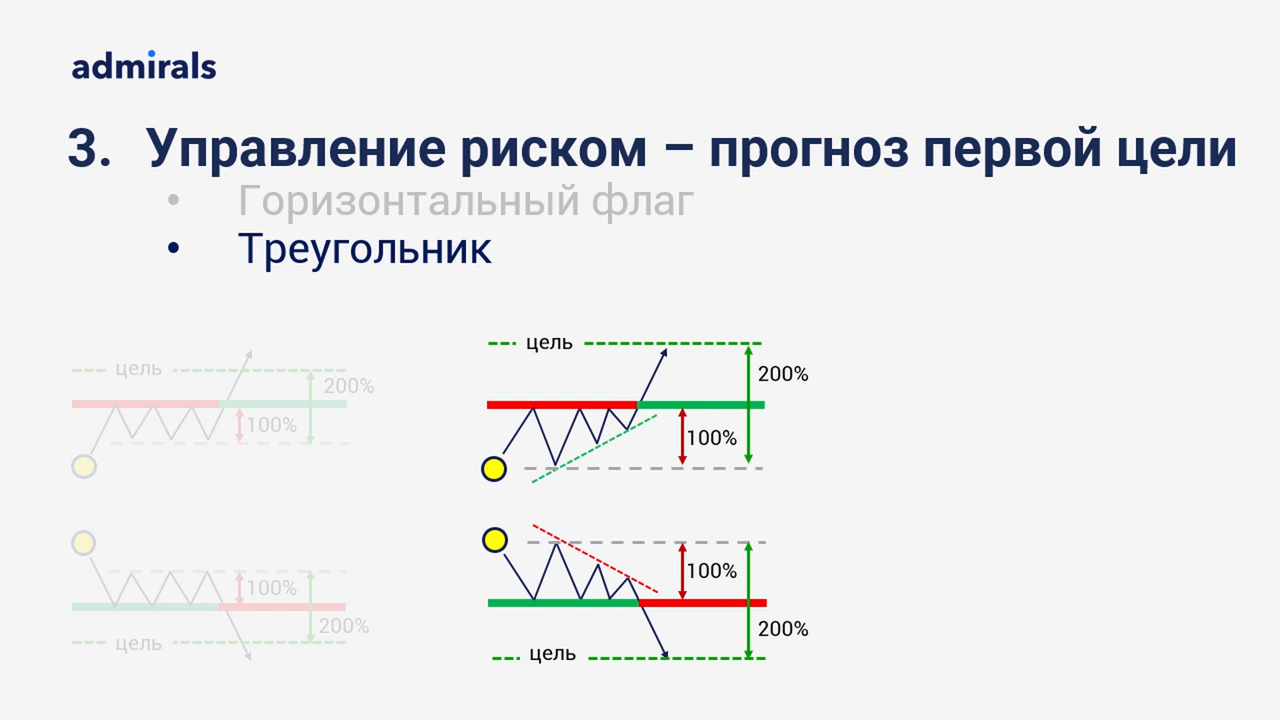 admirals
3. Управление риском – прогноз первой цели
• Горизонтальный флаг
• Треугольник
цель
200%
100%
цель
200%
100%
100%
200%
цель
100%
200%
цель